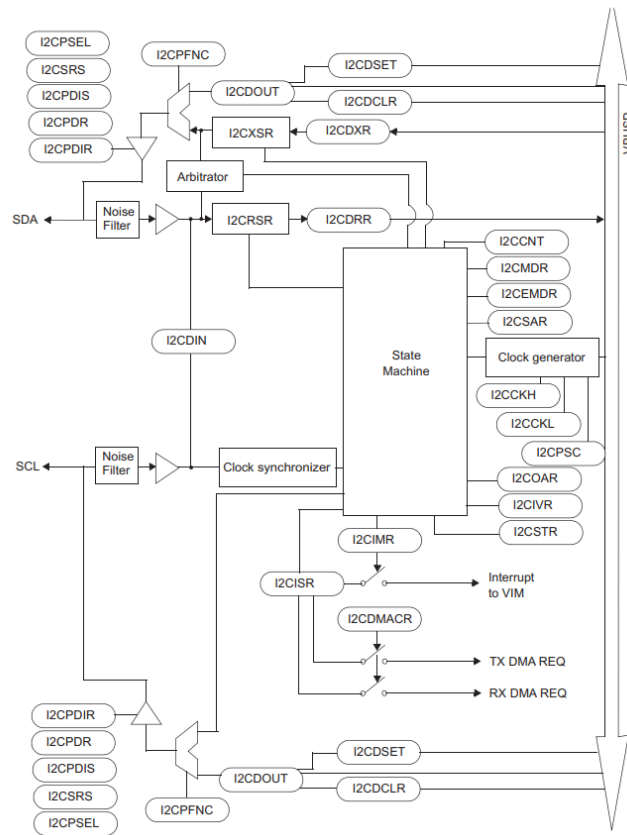 I2CPSEL
I2CSRS
I2CPDIS
I2CPDR
I2CPDIR
I2CPFNC
I2CDOUT
I2CDSET
I2CDCLR
I2CXSR
I2CDXR
Arbitrator
SDA
Noise
Filter
I2CRSR
I2CDRR
I2CCNT
I2CMDR
I2CEMDR
I2CSAR
I2CDIN
State
Machine
Clock generator
I2CCKH
I2CCKL
I2CPSC
SCL
Noise
Filter
Clock synchronizer
I2COAR
I2CIVR
I2CSTR
I2CIMR
I2CISR
Interrupt
to VIM
I2CDMACR
TX DMA REQ
RX DMA REQ
I2CPDIR
I2CPDR
I2CPDIS
I2CSRS
I2CPSEL
I2CPFNC
I2CDOUT
I2CDSET
I2CDCLR